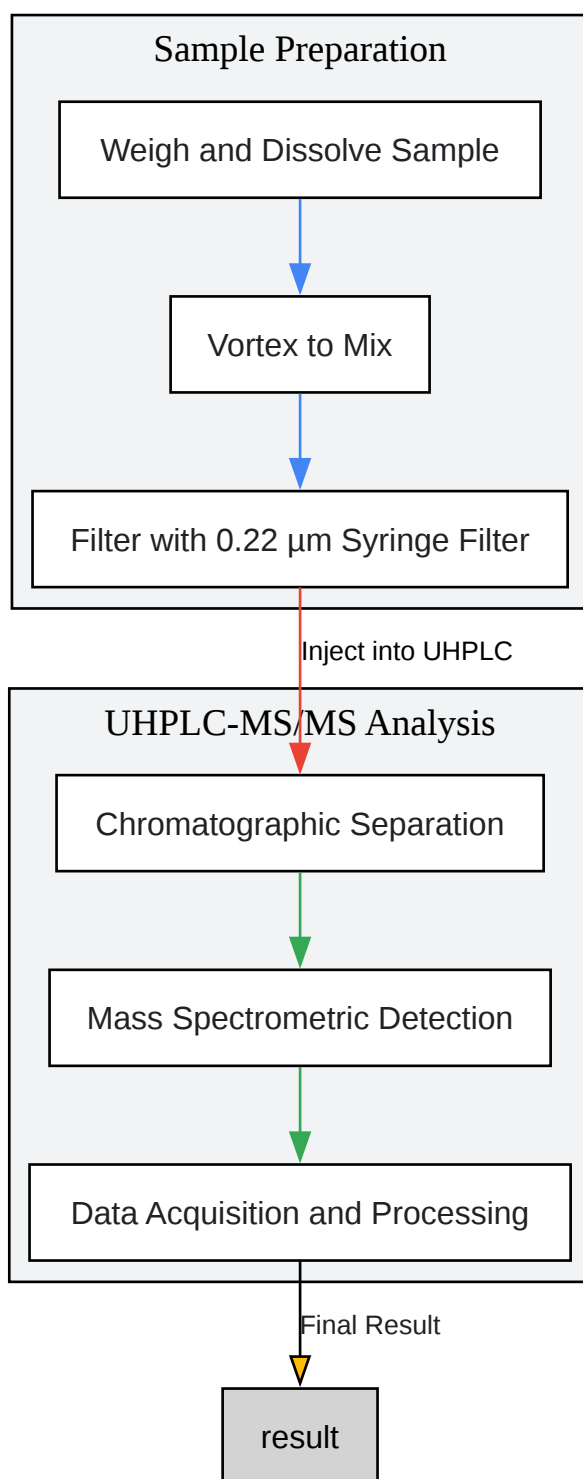 Sample Preparation
Weigh and Dissolve Sample
Vortex to Mix
Filter with 0.22 µm Syringe Filter
Inject into UHPLC
UHPLC-MS/MS Analysis
Chromatographic Separation
Mass Spectrometric Detection
Data Acquisition and Processing
Final Result
result